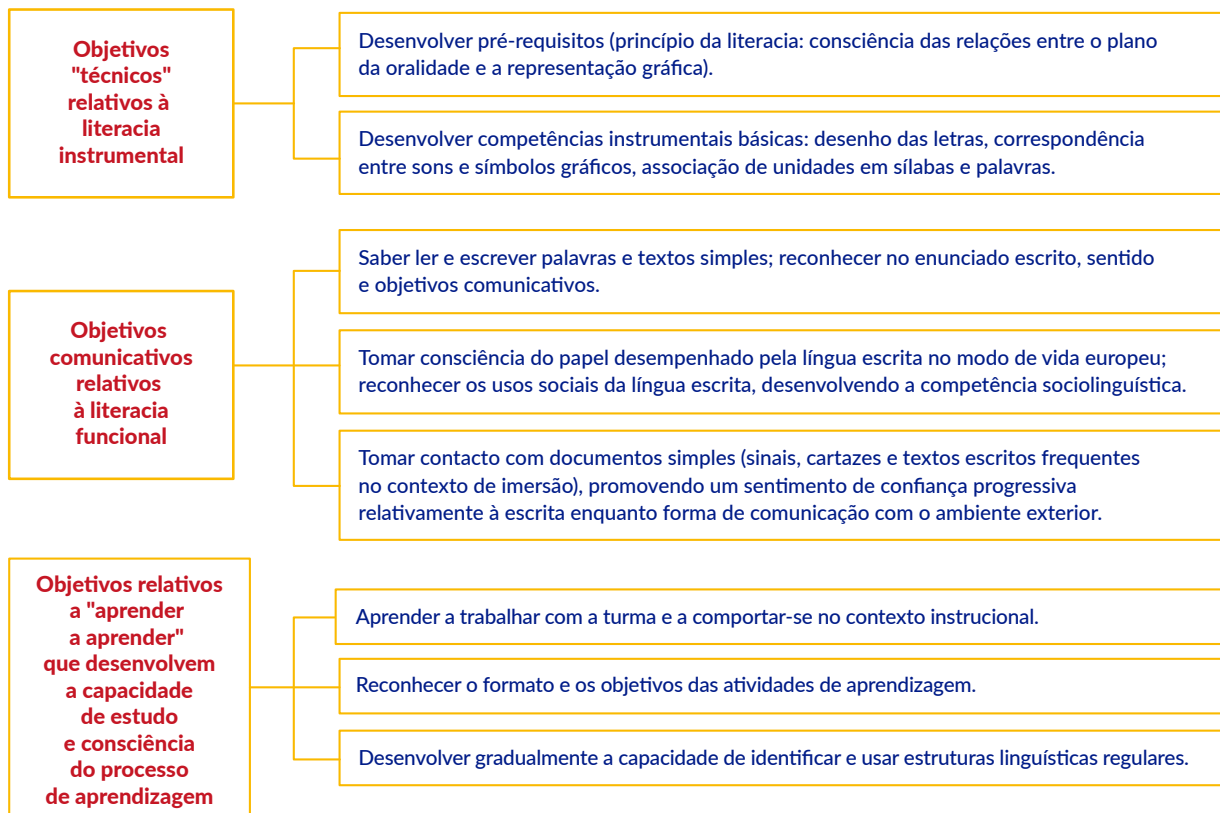 Objetivos
"técnicos"
relativos à
literacia
instrumental
Desenvolver pré-requisitos (princípio da literacia: consciência das relações entre o plano
da oralidade e a representação gráfica).
Desenvolver competências instrumentais básicas: desenho das letras, correspondência
entre sons e símbolos gráficos, associação de unidades em sílabas e palavras.
Objetivos
comunicativos
relativos
à literacia
funcional
Saber ler e escrever palavras e textos simples; reconhecer no enunciado escrito, sentido
e objetivos comunicativos.
Tomar consciência do papel desempenhado pela língua escrita no modo de vida europeu;
reconhecer os usos sociais da língua escrita, desenvolvendo a competência sociolinguística.
Tomar contacto com documentos simples (sinais, cartazes e textos escritos frequentes
no contexto de imersão), promovendo um sentimento de confiança progressiva
relativamente à escrita enquanto forma de comunicação com o ambiente exterior.
Objetivos relativos
a "aprender
a aprender"
que desenvolvem
a capacidade
de estudo
e consciência
do processo
de aprendizagem
Aprender a trabalhar com a turma e a comportar-se no contexto instrucional.
Reconhecer o formato e os objetivos das atividades de aprendizagem.
Desenvolver gradualmente a capacidade de identificar e usar estruturas linguísticas regulares.